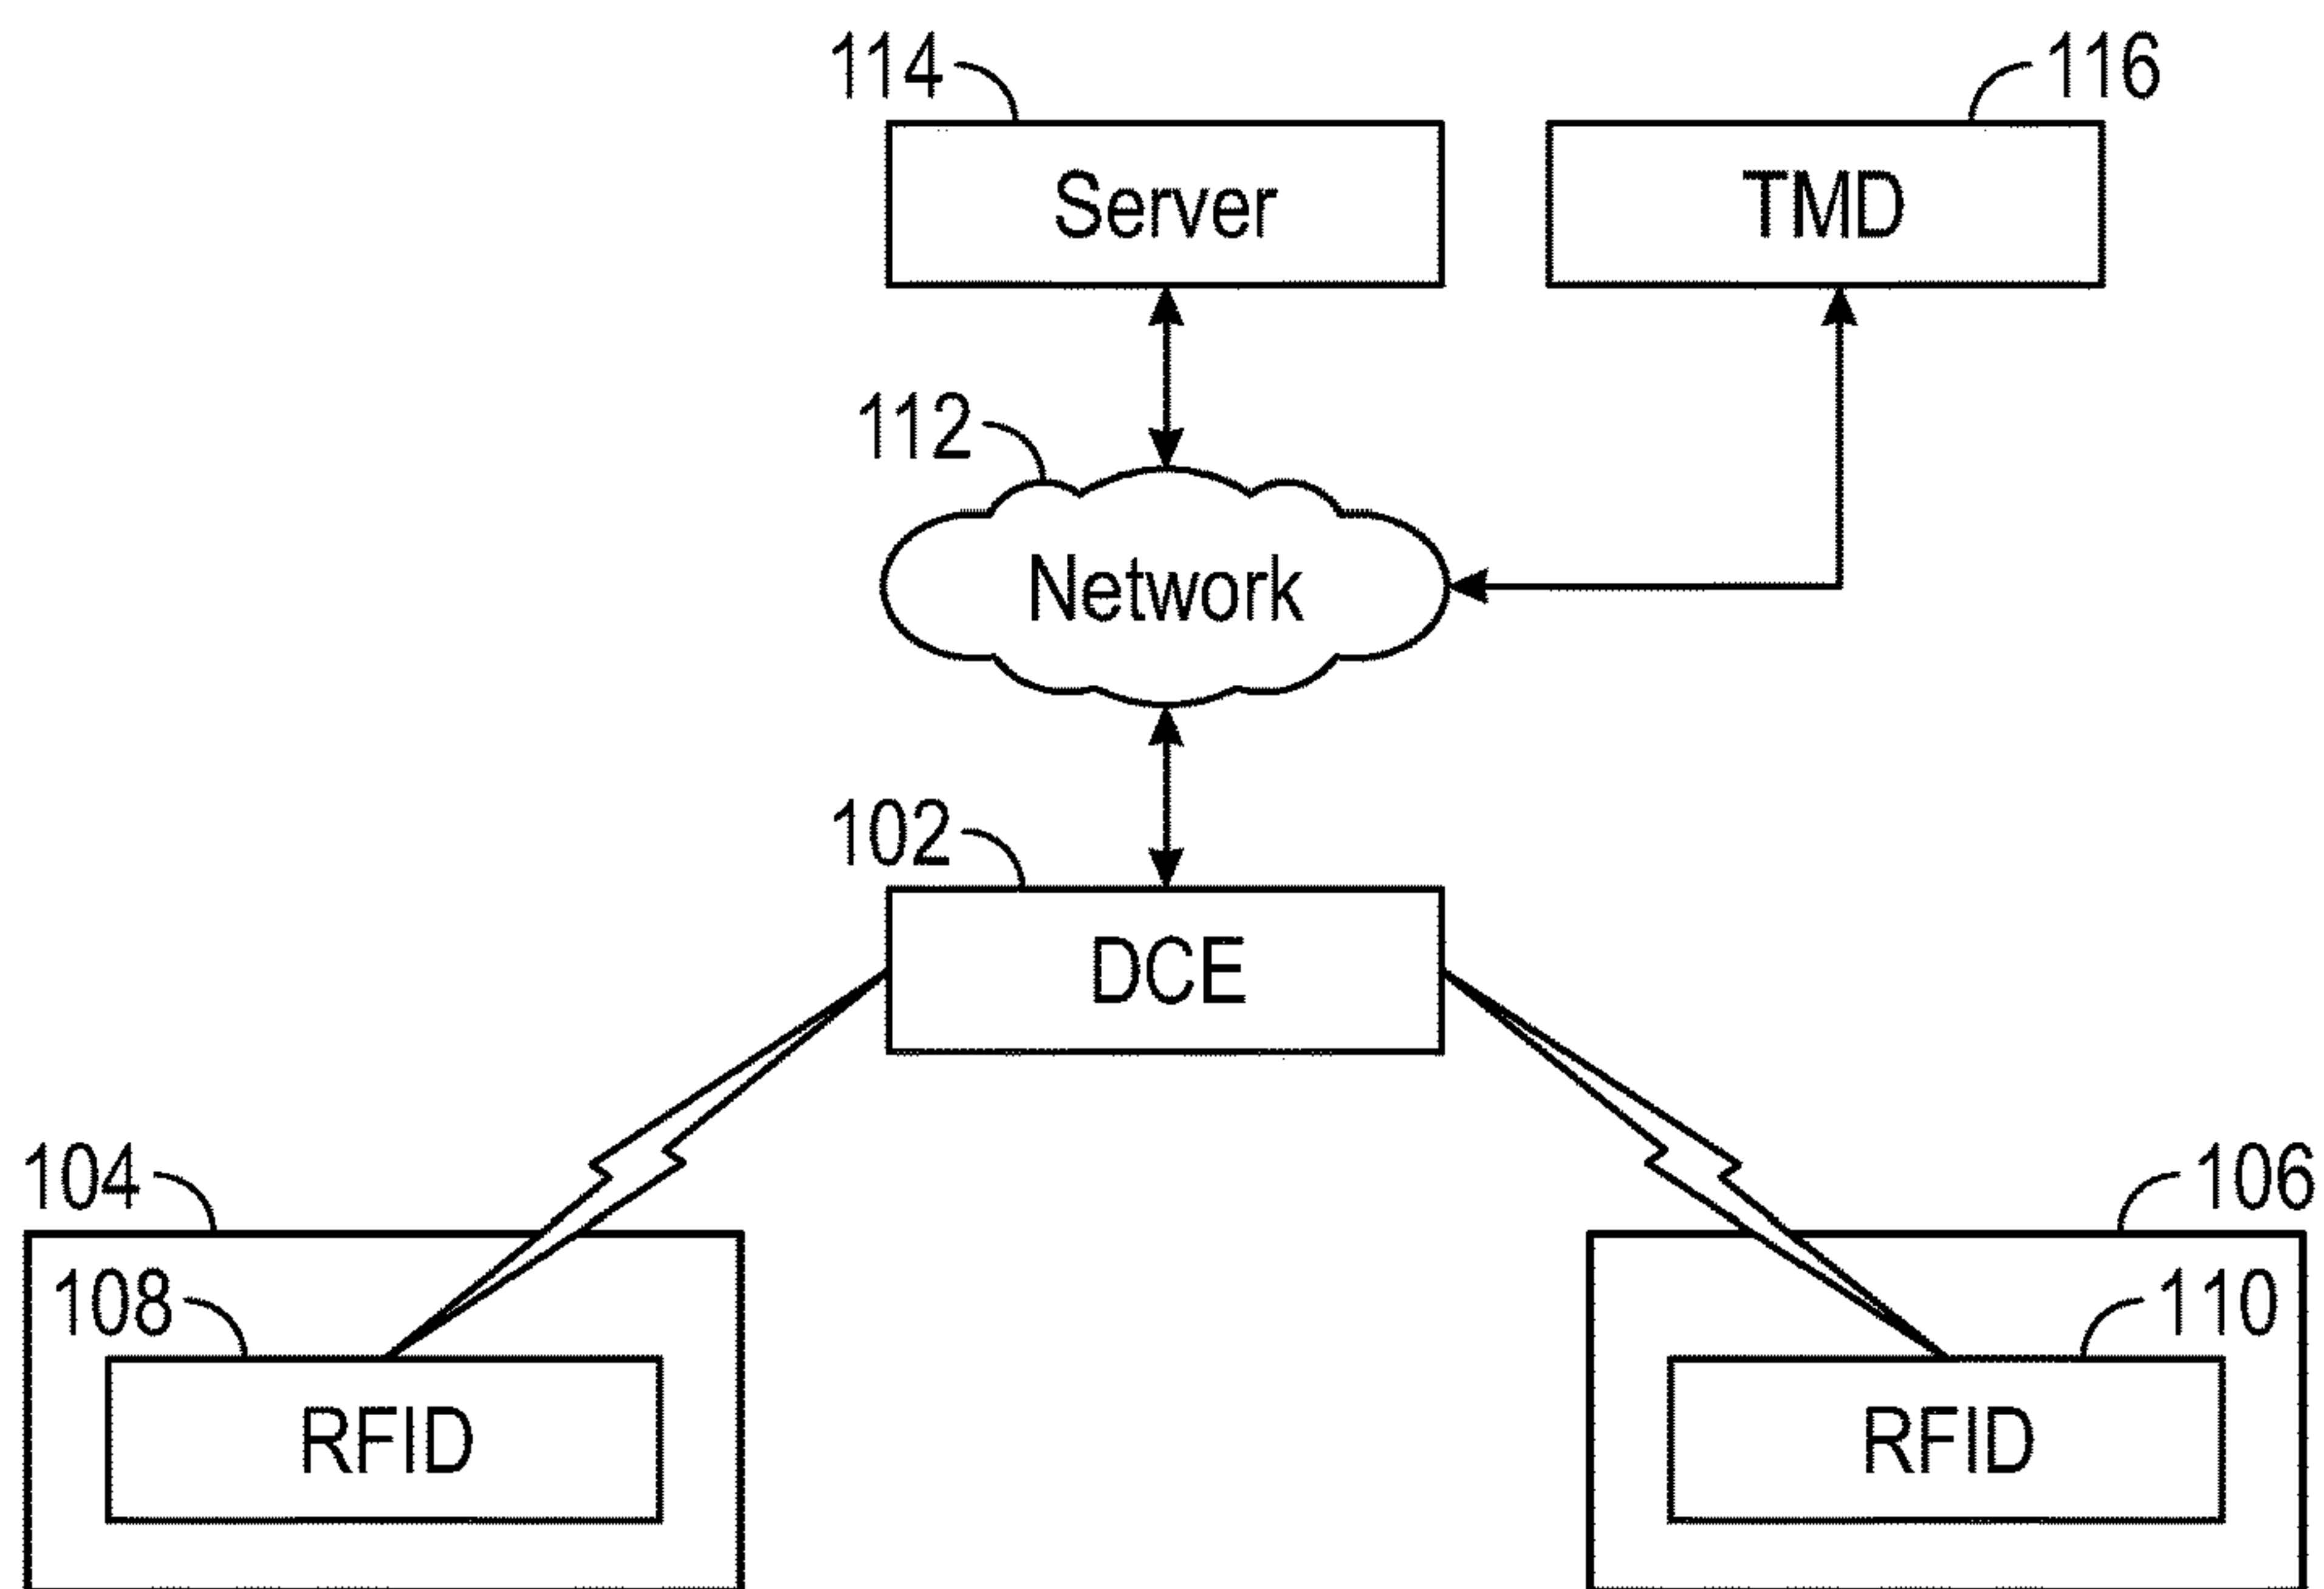 114
116
Server
TMD
112
Network
102
DCE
104
106
108
110
RFID
RFID